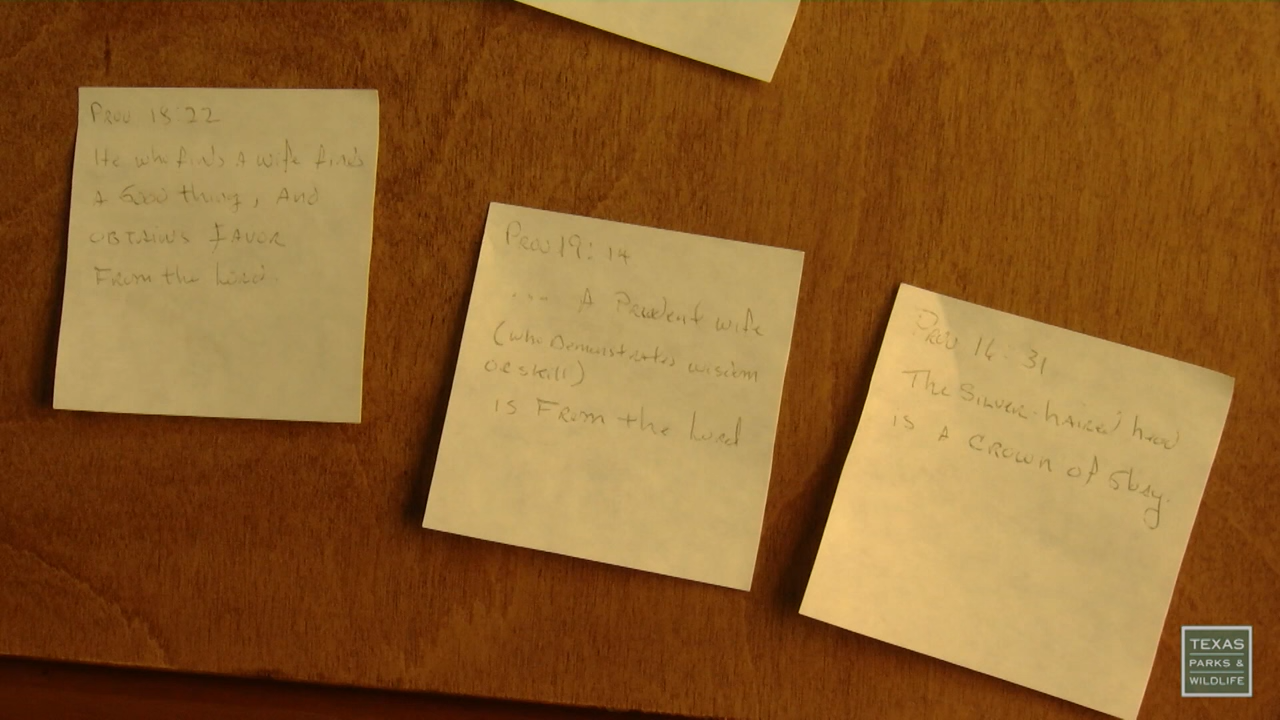 Prov 18:22
He who finds a wife finds
A Good thing, And
OBTAINS FAVOR
From the Lord.
Prov 19:14
.... A Prudent wife
(who Demonstrates wisdom
or skill)
is From the Lord
Prov 16:31
The Silver-haired head
is A Crown of Glory.
TEXAS
PARKS &
WILDLIFE